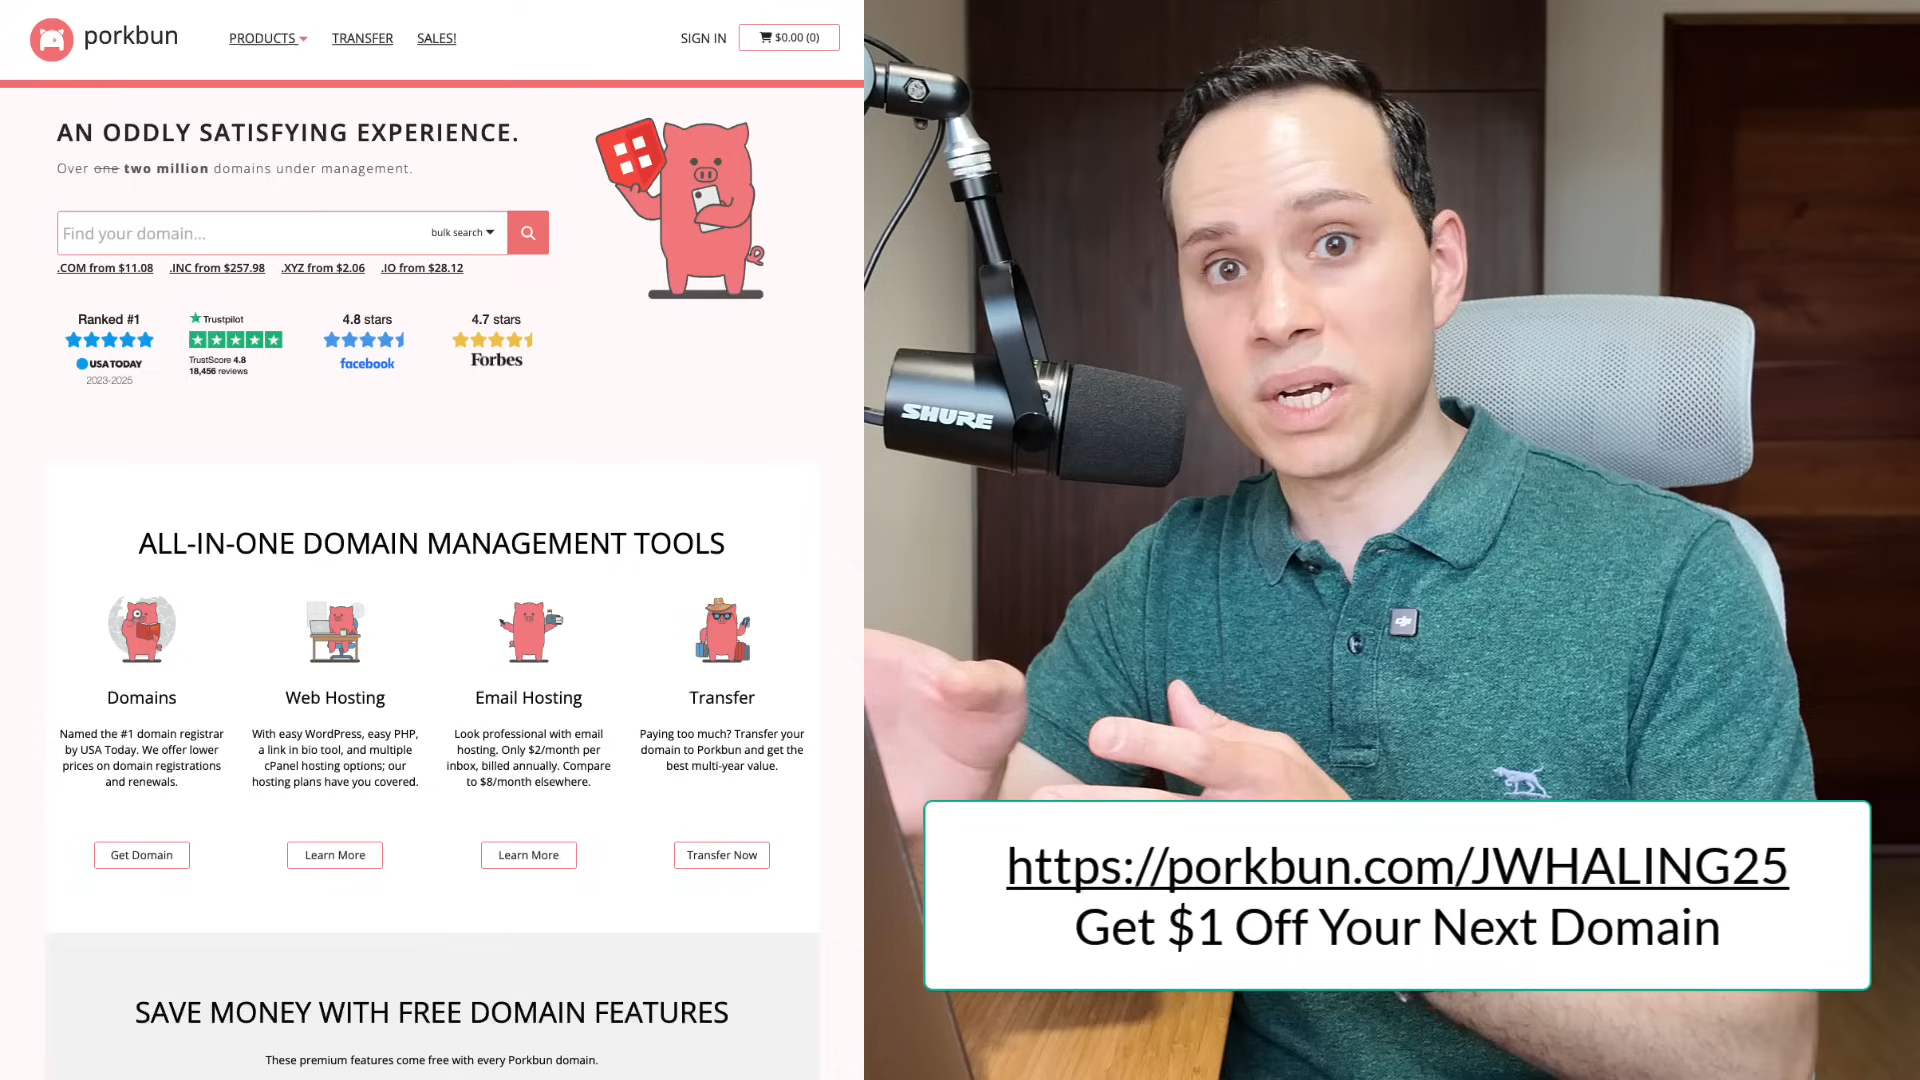 porkbun
PRODUCTS
TRANSFER
SALES!
SIGN IN
$0.00 (0)
AN ODDLY SATISFYING EXPERIENCE.
Over one two million domains under management.
Find your domain...
bulk search
.COM from $11.08
.INC from $257.98
.XYZ from $2.06
.IO from $28.12
Ranked #1
USA TODAY
2023-2025
Trustpilot
TrustScore 4.8
18,456 reviews
4.8 stars
facebook
4.7 stars
Forbes
ALL-IN-ONE DOMAIN MANAGEMENT TOOLS
Domains
Named the #1 domain registrar
by USA Today. We offer lower
prices on domain registrations
and renewals.
Get Domain
Web Hosting
With easy WordPress, easy PHP,
a link in bio tool, and multiple
cPanel hosting options; our
hosting plans have you covered.
Learn More
Email Hosting
Look professional with email
hosting. Only $2/month per
inbox, billed annually. Compare
to $8/month elsewhere.
Learn More
Transfer
Paying too much? Transfer your
domain to Porkbun and get the
best multi-year value.
Transfer Now
SAVE MONEY WITH FREE DOMAIN FEATURES
These premium features come free with every Porkbun domain.
SHURE
dji
https://porkbun.com/JWHALING25
Get $1 Off Your Next Domain